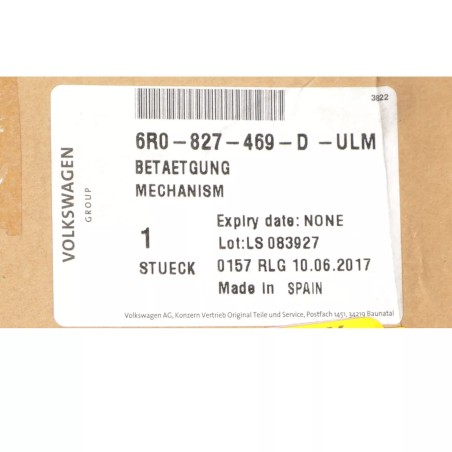 3822
VOLKSWAGEN
GROUP
6R0-827-469-D -ULM
BETAETGUNG
MECHANISM
1
STUECK
Expiry date: NONE
Lot: LS 083927
0157 RLG 10.06.2017
Made in SPAIN
Volkswagen AG, Konzern Vertrieb Original Teile und Service, Postfach 1451, 34219 Baunatal